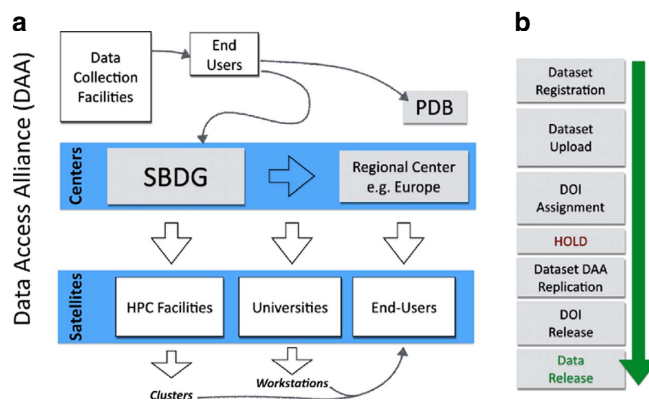 a
Data Access Alliance (DAA)
Data
Collection
Facilities
End
Users
PDB
Centers
SBDG
Regional Center
e.g. Europe
Satellites
HPC Facilities
Universities
End-Users
Clusters
Workstations
b
Dataset
Registration
Dataset
Upload
DOI
Assignment
HOLD
Dataset DAA
Replication
DOI
Release
Data
Release